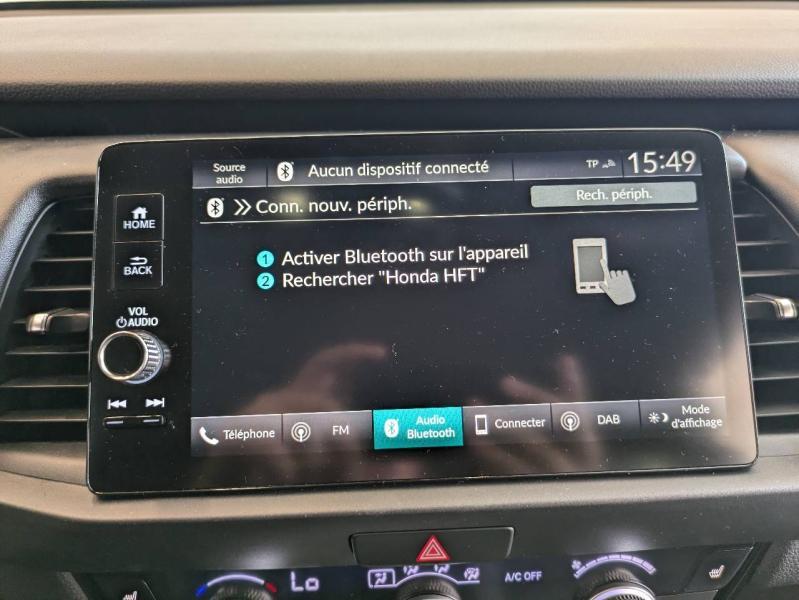 Source audio
Aucun dispositif connecté
TP
15:49
Conn. nouv. périph.
Rech. périph.
HOME
BACK
VOL
AUDIO
1 Activer Bluetooth sur l'appareil
2 Rechercher "Honda HFT"
Téléphone
FM
Audio Bluetooth
Connecter
DAB
Mode d'affichage
Lo
A/C OFF